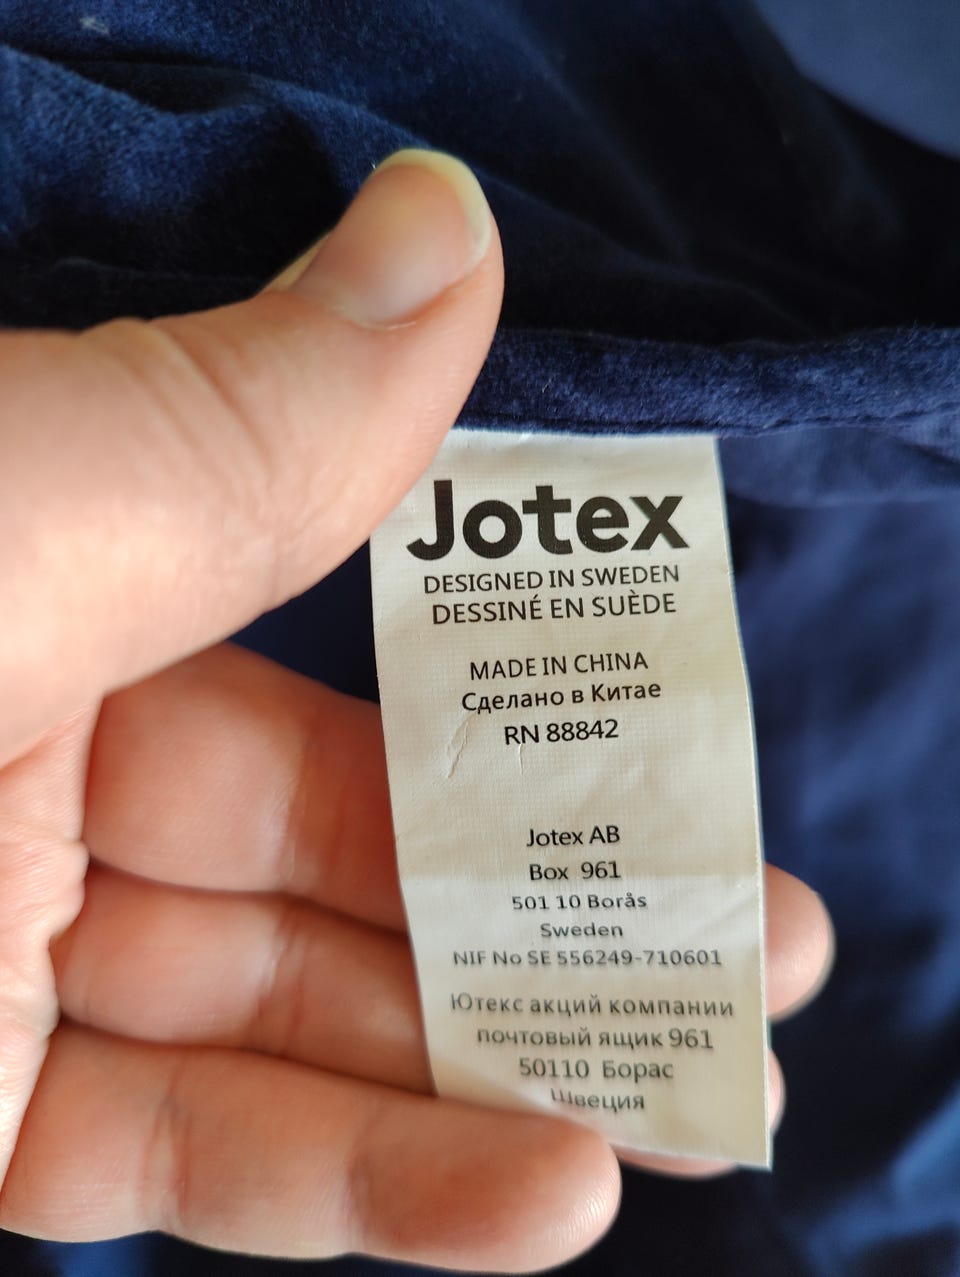 Jotex
DESIGNED IN SWEDEN
DESSINÉ EN SUÈDE
MADE IN CHINA
Сделано в Китае
RN 88842
Jotex AB
Box 961
501 10 Borås
Sweden
NIF No SE 556249-710601
Ютекс акций компании
почтовый ящик 961
50110 Борас
Швеция